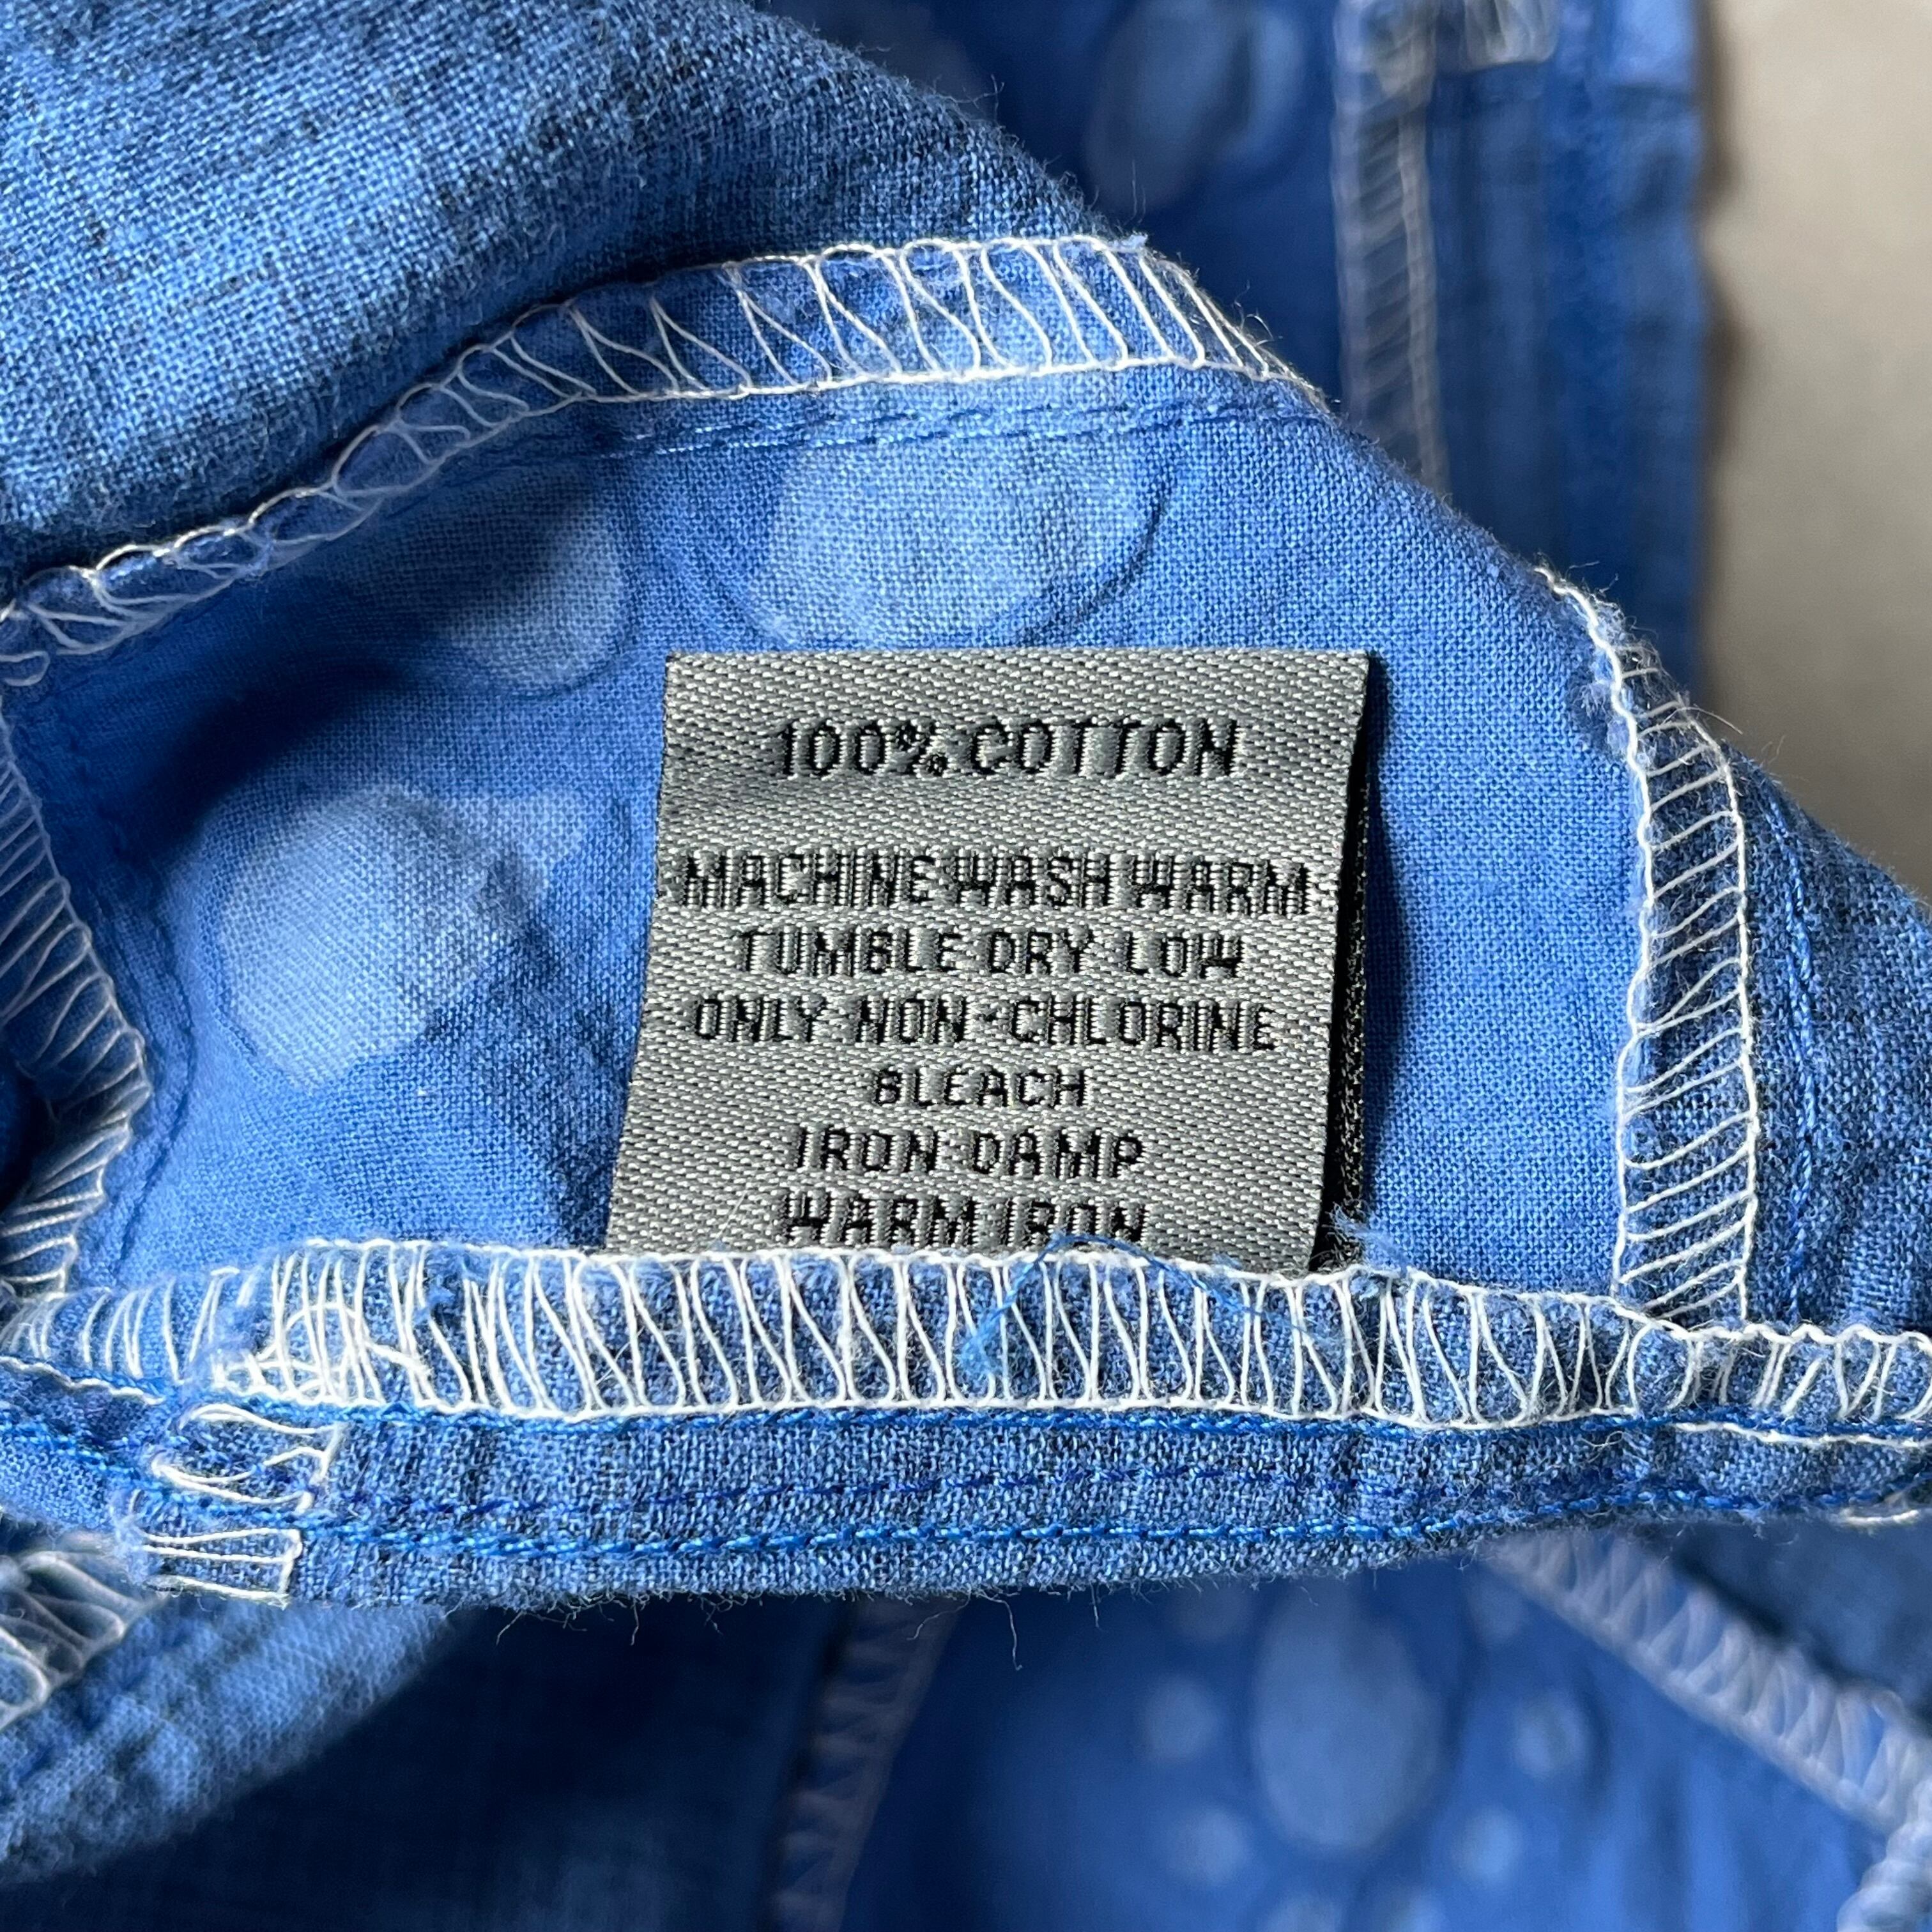 100% COTTON
MACHINE WASH WARM
TUMBLE DRY LOW
ONLY NON-CHLORINE
BLEACH
IRON DAMP
WARM IRON